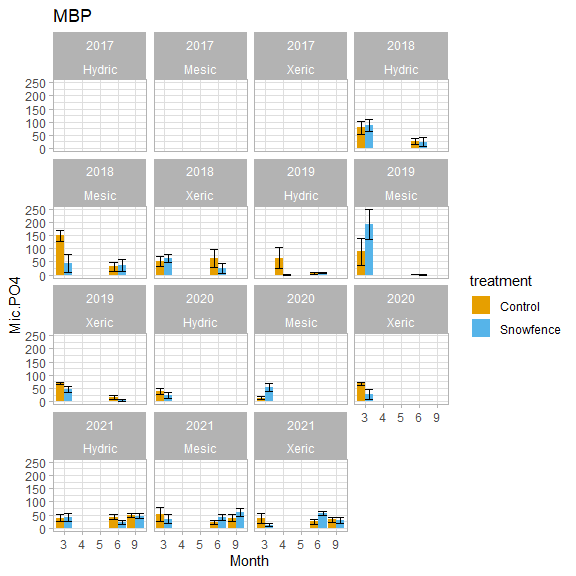 MBP
2017 2017 2017 2018
Hydric Mesic Xeric Hydric
250
200
150
100
50
0
2018 2018 2019 2019
Mesic Xeric Hydric Mesic
250
200
150
100
50
0
Mic.PO4
treatment
Control
Snowfence
2019 2020 2020 2020
Xeric Hydric Mesic Xeric
250
200
150
100
50
0
3 4 5 6 9
2021 2021 2021
Hydric Mesic Xeric
250
200
150
100
50
0
3 4 5 6 9 3 4 5 6 9 3 4 5 6 9
Month